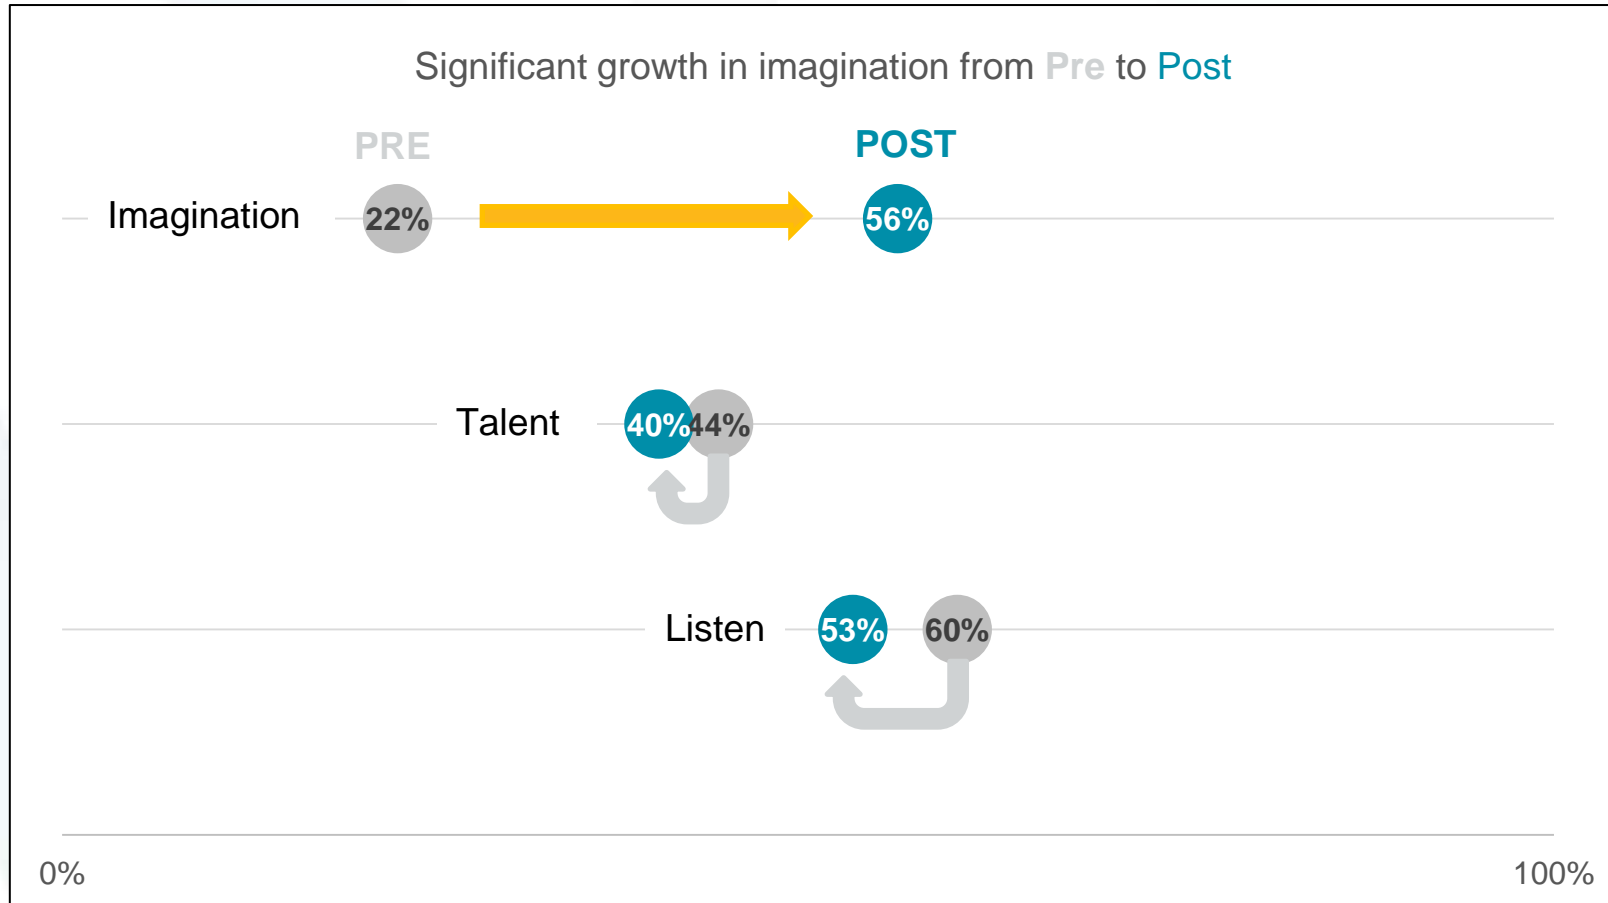 Significant growth in imagination from Pre to Post
PRE POST
Imagination 22% 56%
Talent 40% 44%
Listen 53% 60%
0% 100%